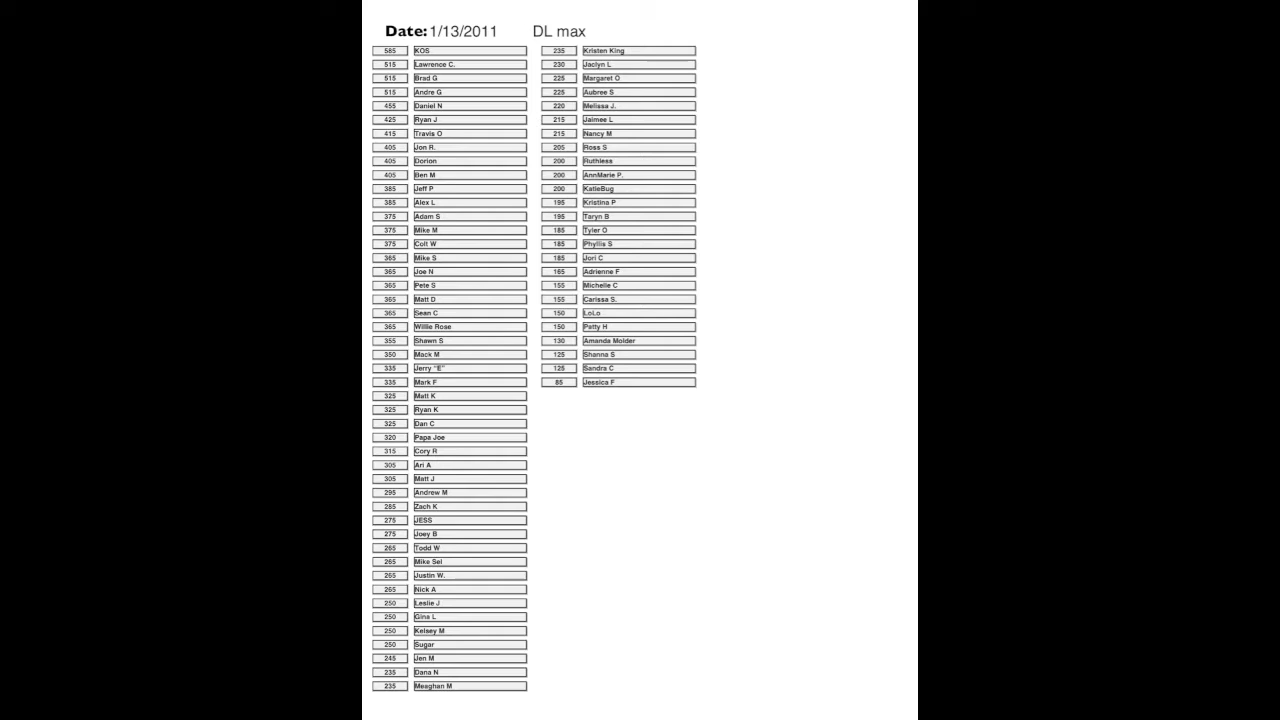 Date: 1/13/2011 DL max
585 KOS
515 Lawrence C.
515 Brad G
515 Andre G
455 Daniel N
425 Ryan J
415 Travis O
405 Jon R.
405 Dorion
405 Ben M
385 Jeff P
385 Alex L
375 Adam S
375 Mike M
375 Colt W
365 Mike S
365 Joe N
365 Pete S
365 Matt D
365 Sean C
365 Willie Rose
355 Shawn S
350 Mack M
335 Jerry "E"
335 Mark F
325 Matt K
325 Ryan K
325 Dan C
320 Papa Joe
315 Cory R
305 Ari A
305 Matt J
295 Andrew M
285 Zach K
275 JESS
275 Joey B
265 Todd W
265 Mike Sel
265 Justin W.
265 Nick A
250 Leslie J
250 Gina L
250 Kelsey M
250 Sugar
245 Jen M
235 Dana N
235 Meaghan M
235 Kristen King
230 Jaclyn L
225 Margaret O
225 Aubree S
220 Melissa J.
215 Jaimee L
215 Nancy M
205 Ross S
200 Ruthless
200 AnnMarie P.
200 KatieBug
195 Kristina P
195 Taryn B
185 Tyler O
185 Phyllis S
185 Jori C
165 Adrienne F
155 Michelle C
155 Carissa S.
150 LoLo
150 Patty H
130 Amanda Molder
125 Shanna S
125 Sandra C
85 Jessica F